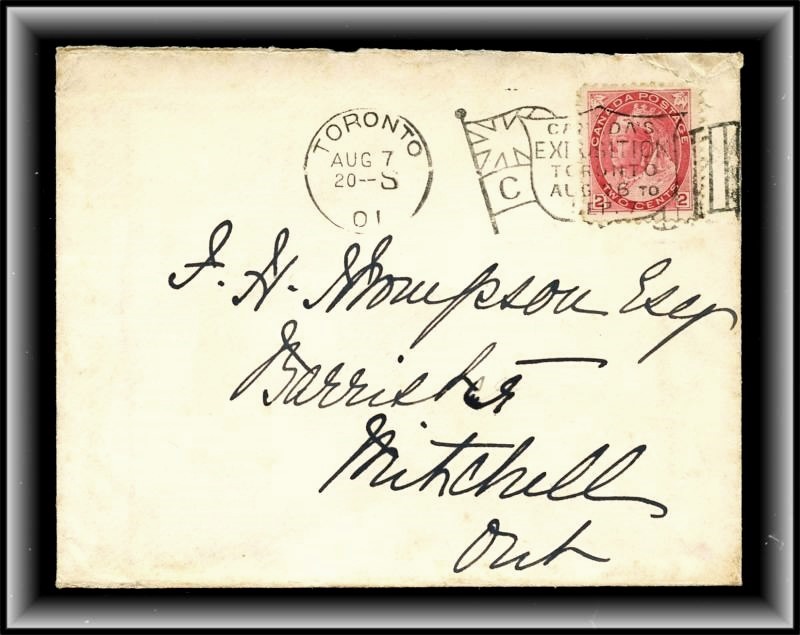 TORONTO
AUG 7
20--S
01
C
CANADA'S
EXPOSITION
TORONTO
AUG 26 TO
CANADA POSTAGE
2 TWO CENTS 2
F. H. Thompson Esq
Barrister
Mitchell
Ont